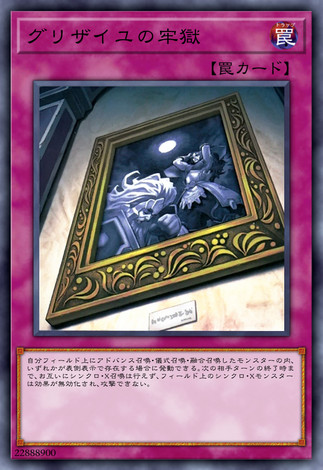 グリザイユの牢獄
トラップ
罠
【罠カード】
自分フィールド上にアドバンス召喚・儀式召喚・融合召喚したモンスターの内、
いずれかが表側表示で存在する場合に発動できる。次の相手ターンの終了時ま
で、お互いにシンクロ・X召喚は行えず、フィールド上のシンクロ・Xモンスター
は効果が無効化され、攻撃できない。
22888900